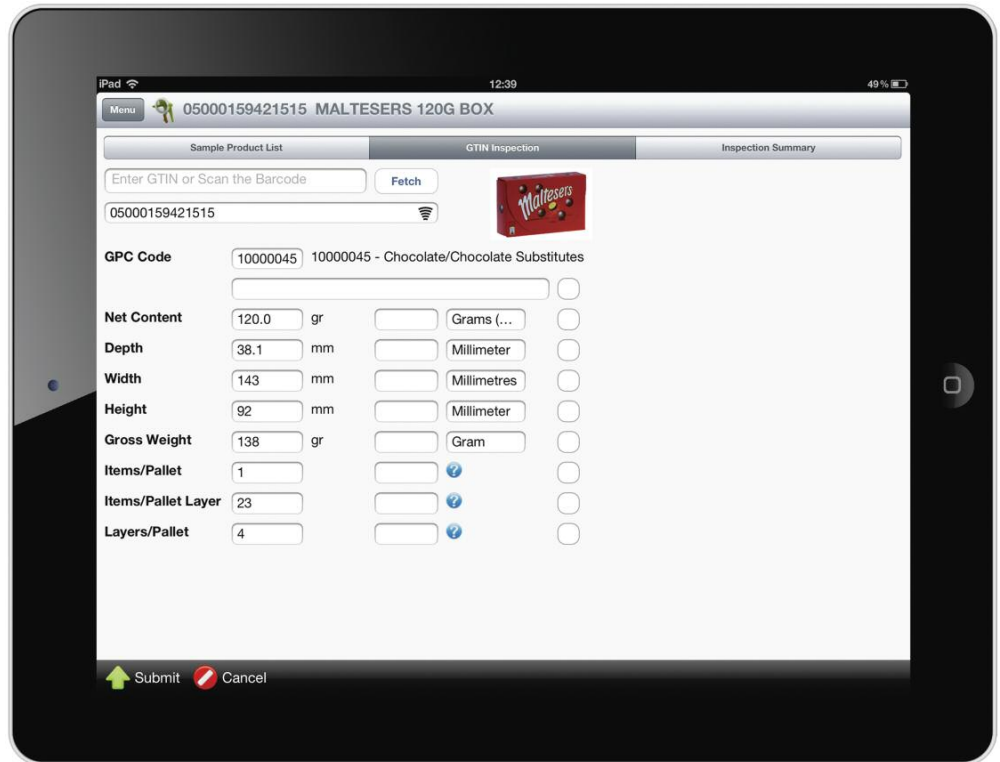 iPad 12:39 49%
Menu 05000159421515 MALTESERS 120G BOX
Sample Product List GTIN Inspection Inspection Summary
Enter GTIN or Scan the Barcode Fetch
05000159421515
Maltesers
GPC Code 10000045 10000045 - Chocolate/Chocolate Substitutes
Net Content 120.0 gr Grams (...
Depth 38.1 mm Millimeter
Width 143 mm Millimetres
Height 92 mm Millimeter
Gross Weight 138 gr Gram
Items/Pallet 1 ?
Items/Pallet Layer 23 ?
Layers/Pallet 4 ?
Submit Cancel